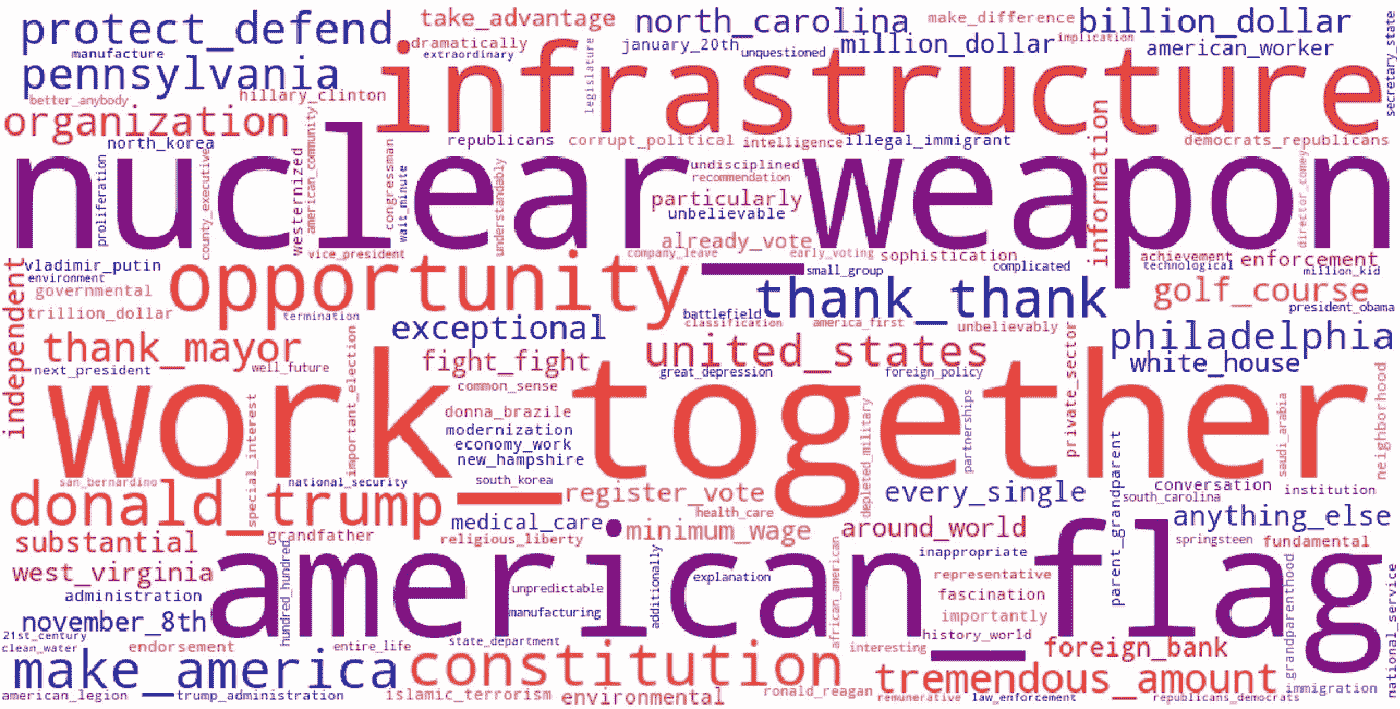 protect_defend
take_advantage
north_carolina
make_difference
billion_dollar
manufacture
dramatically
extraordinary
january_20th
unquestioned
million_dollar
implication
american_worker
secretary_state
pennsylvania
infrastructure
legislature
better_anybody
hillary_clinton
organization
north_korea
republicans
corrupt_political
intelligence
illegal_immigrant
information
democrats_republicans
nuclear_weapon
proliferation
county_executive
westernized
american_community
congressman
wait_minute
understandably
undisciplined
recommendation
particularly
unbelievable
director_comey
already_vote
vice_president
company_leave
early_voting
sophistication
achievement
enforcement
vladimir_putin
environment
small_group
complicated
technological
million_kid
independent
governmental
opportunity
thank_thank
golf_course
trillion_dollar
termination
battlefield
classification
america_first
unbelievably
president_obama
exceptional
philadelphia
thank_mayor
fight_fight
united_states
private_sector
white_house
next_president
well_future
important_election
great_depression
foreign_policy
neighborhood
work_together
common_sense
special_interest
donna_brazile
modernization
economy_work
new_hampshire
depleted_military
partnerships
saudi_arabia
san_bernardino
national_security
south_korea
donald_trump
register_vote
every_single
parent_grandparent
conversation
south_carolina
institution
health_care
medical_care
minimum_wage
around_world
anything_else
substantial
grandfather
religious_liberty
springsteen
fundamental
american_flag
hundred_hundred
west_virginia
administration
unpredictable
manufacturing
additionally
explanation
african_american
inappropriate
representative
fascination
importantly
grandparenthood
national_service
november_8th
21st_century
clean_water
endorsement
entire_life
state_department
history_world
interesting
foreign_bank
make_america
constitution
tremendous_amount
immigration
american_legion
trump_administration
islamic_terrorism
environmental
ronald_reagan
remunerative
law_enforcement
republicans_democrats